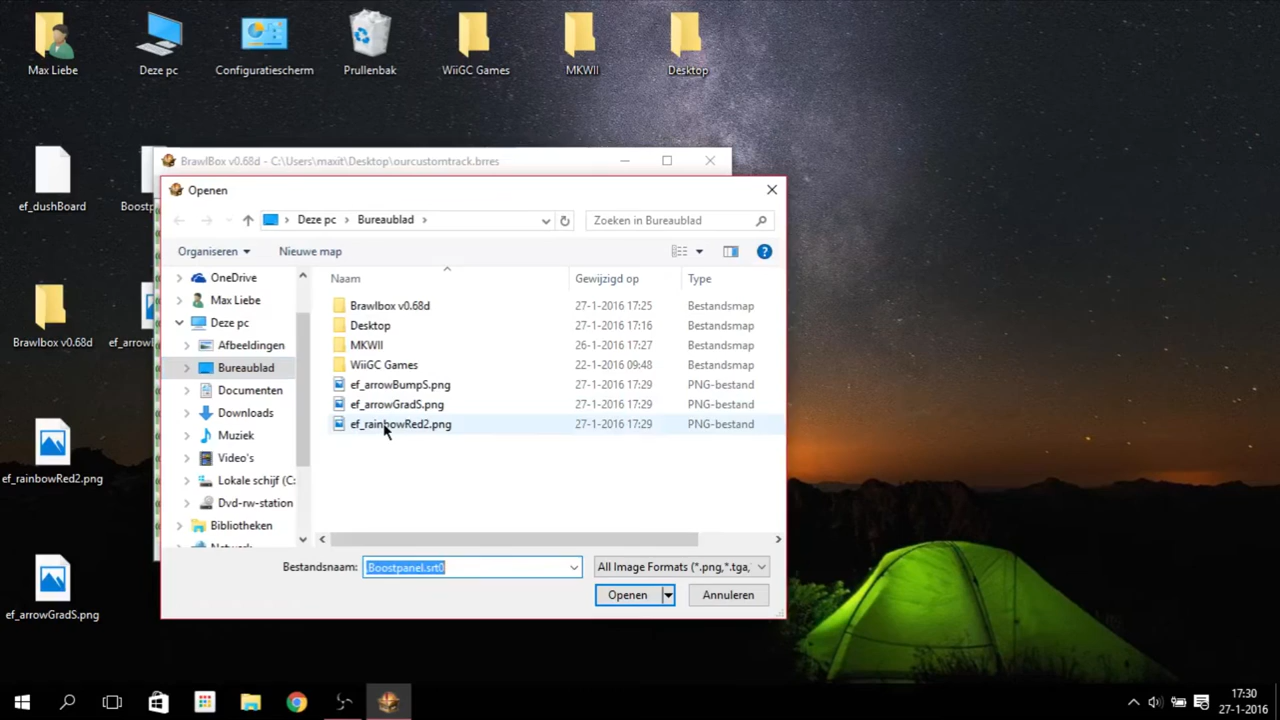 Max Liebe
Deze pc
Configuratiescherm
Prullenbak
WiiGC Games
MKWII
Desktop
ef_dushBoard
Boostp
Brawlbox v0.68d
ef_arrowl
ef_rainbowRed2.png
ef_arrowGradS.png
BrawlBox v0.68d - C:\Users\maxit\Desktop\ourcustomtrack.brres
Openen
Deze pc > Bureaublad >
Zoeken in Bureaublad
Organiseren
Nieuwe map
Naam Gewijzigd op Type
OneDrive
Max Liebe
Deze pc
Afbeeldingen
Bureaublad
Documenten
Downloads
Muziek
Video's
Lokale schijf (C:
Dvd-rw-station
Bibliotheken
Brawlbox v0.68d 27-1-2016 17:25 Bestandsmap
Desktop 27-1-2016 17:16 Bestandsmap
MKWII 26-1-2016 17:27 Bestandsmap
WiiGC Games 22-1-2016 09:48 Bestandsmap
ef_arrowBumpS.png 27-1-2016 17:29 PNG-bestand
ef_arrowGradS.png 27-1-2016 17:29 PNG-bestand
ef_rainbowRed2.png 27-1-2016 17:29 PNG-bestand
Bestandsnaam: Boostpanel.srt0 All Image Formats (*.png,*.tga,
Openen Annuleren
17:30
27-1-2016